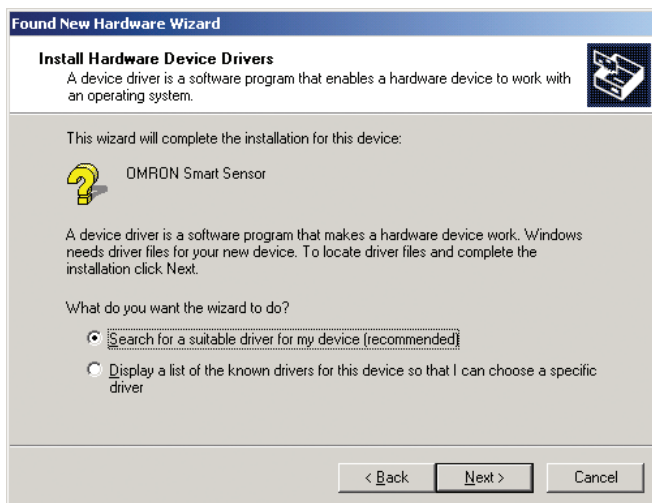 Found New Hardware Wizard
Install Hardware Device Drivers
A device driver is a software program that enables a hardware device to work with
an operating system.
This wizard will complete the installation for this device:
OMRON Smart Sensor
A device driver is a software program that makes a hardware device work. Windows
needs driver files for your new device. To locate driver files and complete the
installation click Next.
What do you want the wizard to do?
Search for a suitable driver for my device (recommended)
Display a list of the known drivers for this device so that I can choose a specific
driver
< Back Next > Cancel